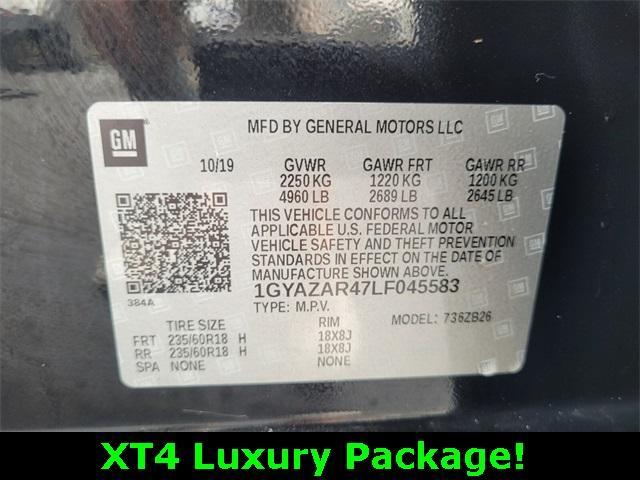 GM
MFD BY GENERAL MOTORS LLC
10/19 GVWR GAWR FRT GAWR RR
2250 KG 1220 KG 1200 KG
4960 LB 2689 LB 2645 LB
THIS VEHICLE CONFORMS TO ALL
APPLICABLE U.S. FEDERAL MOTOR
VEHICLE SAFETY AND THEFT PREVENTION
STANDARDS IN EFFECT ON THE DATE OF
MANUFACTURE SHOWN ABOVE.
384A
1GYAZAR47LF045583
TYPE: M.P.V. MODEL: 736ZB26
TIRE SIZE RIM
FRT 235/60R18 H 18X8J
RR 235/60R18 H 18X8J
SPA NONE NONE
XT4 Luxury Package!